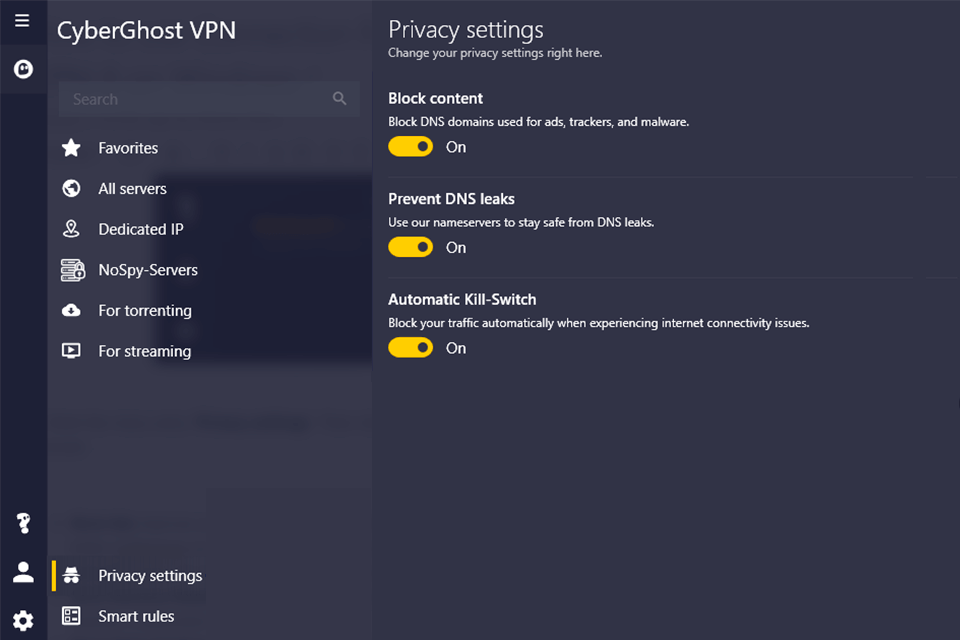 CyberGhost VPN
Search
Favorites
All servers
Dedicated IP
NoSpy-Servers
For torrenting
For streaming
Privacy settings
Smart rules
Privacy settings
Change your privacy settings right here.
Block content
Block DNS domains used for ads, trackers, and malware.
On
Prevent DNS leaks
Use our nameservers to stay safe from DNS leaks.
On
Automatic Kill-Switch
Block your traffic automatically when experiencing internet connectivity issues.
On